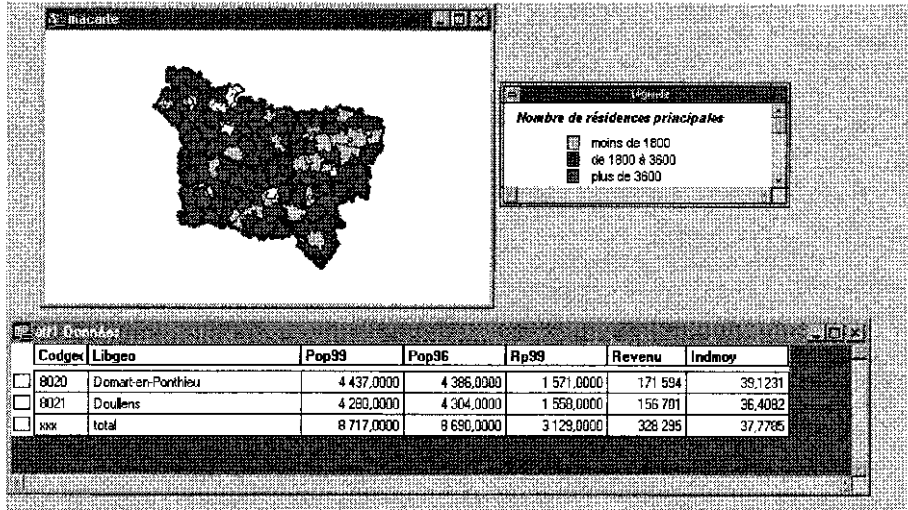 macarte
Légende
Nombre de résidences principales
moins de 1800
de 1800 à 3600
plus de 3600
aff1 Données
Codgeo Libgeo Pop99 Pop96 Rp99 Revenu Indmoy
8020 Domart-en-Ponthieu 4 437,0000 4 386,0000 1 571,0000 171 594 39,1231
8021 Doullens 4 280,0000 4 304,0000 1 558,0000 156 701 36,4082
xxx total 8 717,0000 8 690,0000 3 129,0000 328 295 37,7785